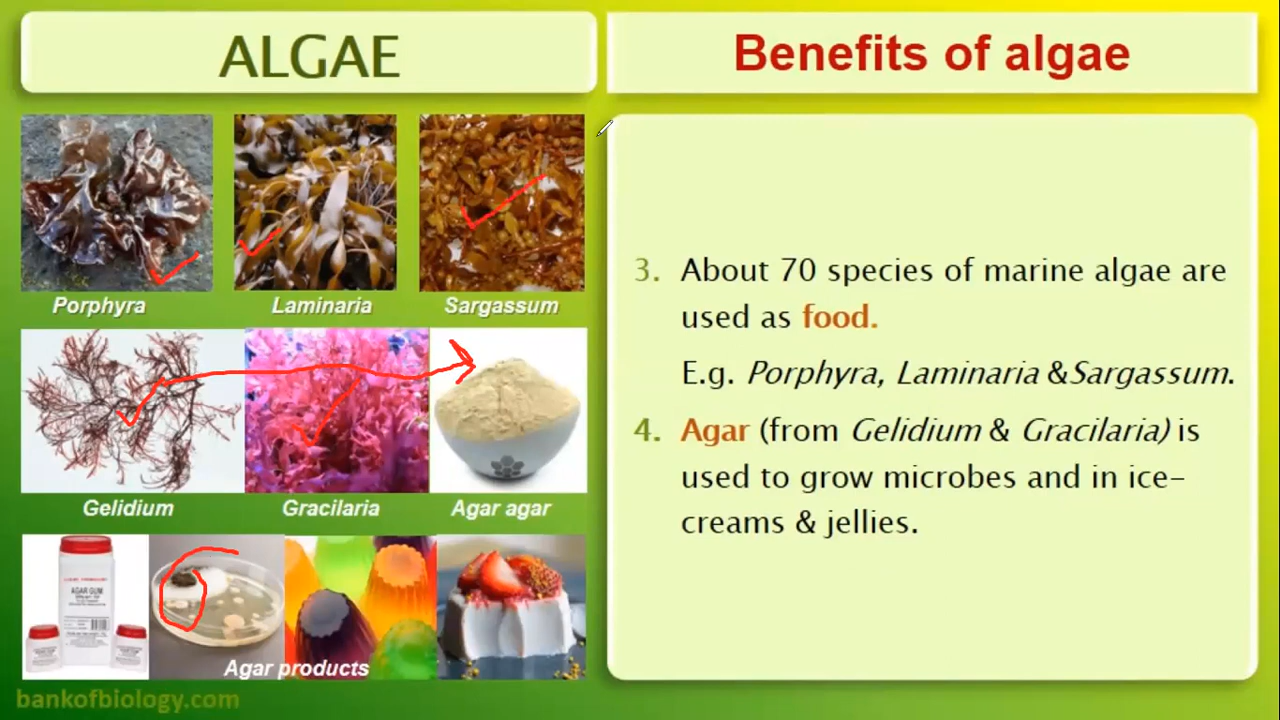 ALGAE
Benefits of algae
Porphyra
Laminaria
Sargassum
Gelidium
Gracilaria
Agar agar
AGAR GUM
Agar products
3. About 70 species of marine algae are
used as food.
E.g. Porphyra, Laminaria &Sargassum.
4. Agar (from Gelidium & Gracilaria) is
used to grow microbes and in ice-
creams & jellies.
bankofbiology.com